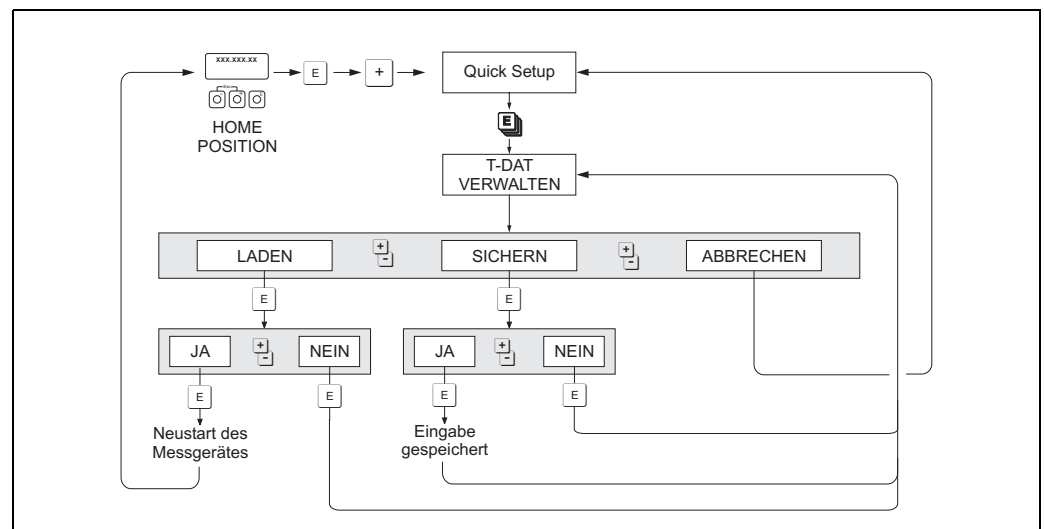 xxx.xxx.xx
E
+
Quick Setup
Esc
HOME
POSITION
E
T-DAT
VERWALTEN
LADEN
+
-
SICHERN
+
-
ABBRECHEN
E
E
JA
+
-
NEIN
JA
+
-
NEIN
E
E
E
E
Neustart des
Messgerätes
Eingabe
gespeichert